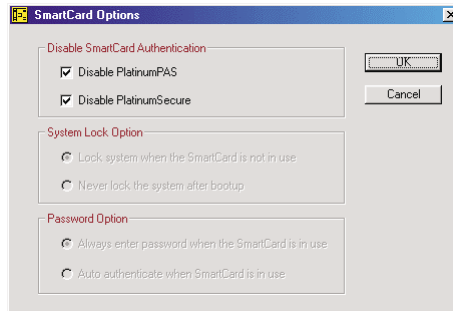 SmartCard Options
Disable SmartCard Authentication
Disable PlatinumPAS
Disable PlatinumSecure
OK
Cancel
System Lock Option
Lock system when the SmartCard is not in use
Never lock the system after bootup
Password Option
Always enter password when the SmartCard is in use
Auto authenticate when SmartCard is in use